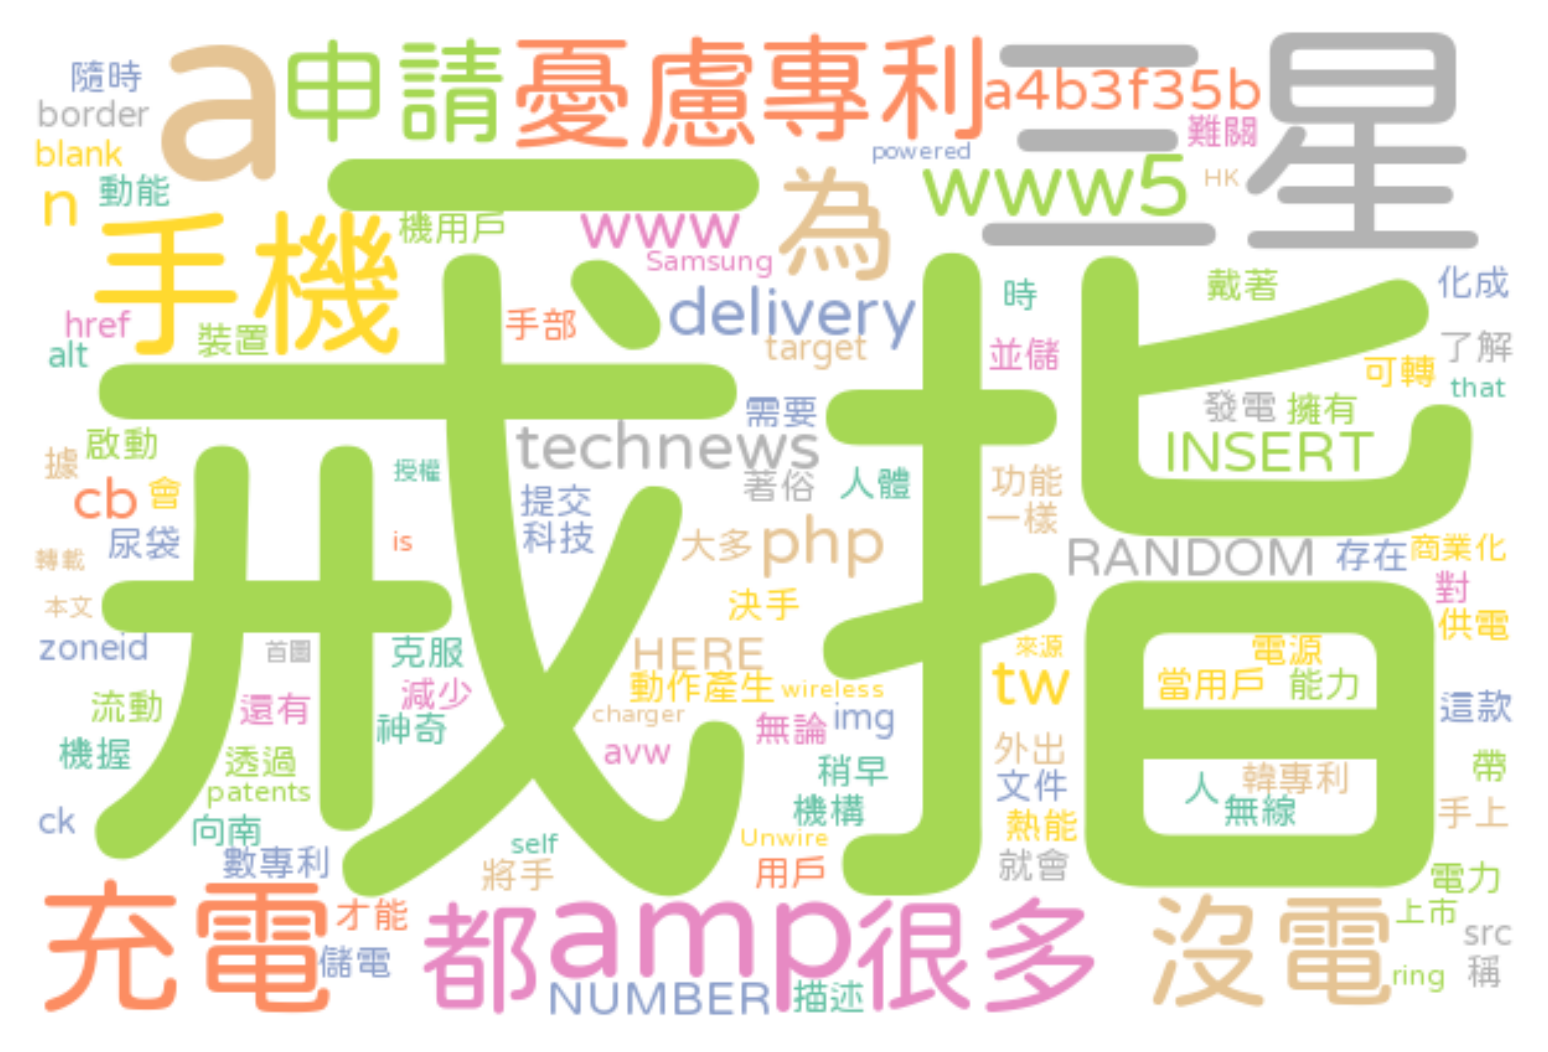 隨時 a 申請 憂慮 專利 a4b3f35b 三星
border
blank 動能 一 powered 難關
n 機用戶 www 為 www5 HK
手機 Samsung
href 裝置 手部 delivery 時 戴著 化成
alt target 並儲 可轉 了解
戒指
需要 發電 擁有 that
啟動 technews INSERT
據 授權 著俗 人體 功能
cb 會 提交 一樣
尿袋 is 科技 大多 php RANDOM 存在 商業化
轉載 對
本文 決手 供電
zoneid 首圖 克服 HERE 來源 電源
減少 動作產生 wireless tw 當用戶 能力
流動 還有 神奇 charger 無論 img 這款
機握 透過 avw 稍早 外出 帶
patents 機構 文件 人 韓專利
ck 向南 self Unwire 熱能 無線 手上
數專利 將手 用戶 就會 電力
充電 才能 都 amp 很多 沒電 上市
儲電 NUMBER 描述 ring src
稱